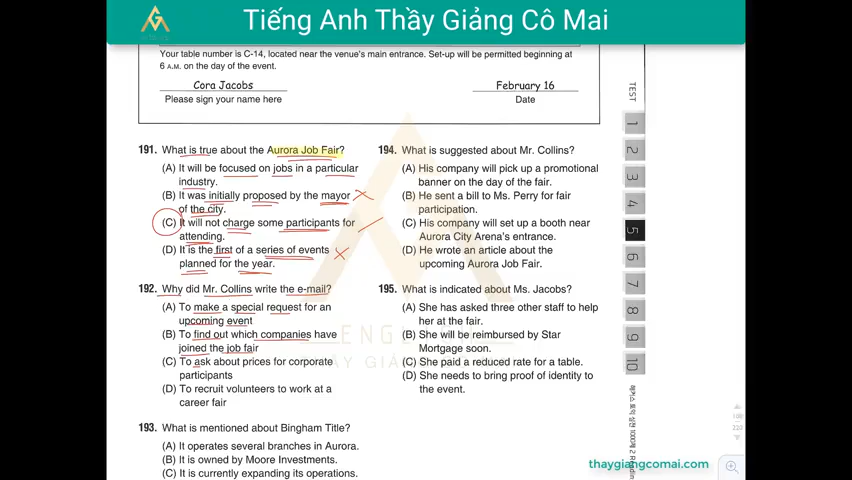 Tiếng Anh Thầy Giảng Cô Mai
Your table number is C-14, located near the venue's main entrance. Set-up will be permitted beginning at
6 A.M. on the day of the event.
Cora Jacobs
February 16
Please sign your name here
Date
191. What is true about the Aurora Job Fair?
(A) It will be focused on jobs in a particular
industry.
(B) It was initially proposed by the mayor
of the city.
(C) It will not charge some participants for
attending.
(D) It is the first of a series of events
planned for the year.
192. Why did Mr. Collins write the e-mail?
(A) To make a special request for an
upcoming event
(B) To find out which companies have
joined the job fair
(C) To ask about prices for corporate
participants
(D) To recruit volunteers to work at a
career fair
193. What is mentioned about Bingham Title?
(A) It operates several branches in Aurora.
(B) It is owned by Moore Investments.
(C) It is currently expanding its operations.
194. What is suggested about Mr. Collins?
(A) His company will pick up a promotional
banner on the day of the fair.
(B) He sent a bill to Ms. Perry for fair
participation.
(C) His company will set up a booth near
Aurora City Arena's entrance.
(D) He wrote an article about the
upcoming Aurora Job Fair.
195. What is indicated about Ms. Jacobs?
(A) She has asked three other staff to help
her at the fair.
(B) She will be reimbursed by Star
Mortgage soon.
(C) She paid a reduced rate for a table.
(D) She needs to bring proof of identity to
the event.
TEST
1
2
3
4
5
6
7
8
9
10
thaygiangcomai.com